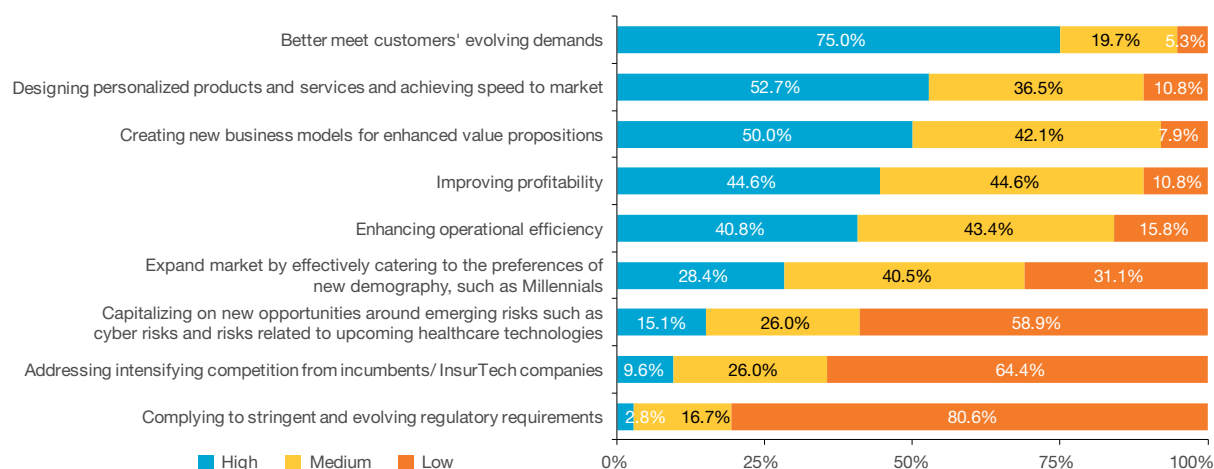 Better meet customers' evolving demands
75.0% 19.7% 5.3%
Designing personalized products and services and achieving speed to market
52.7% 36.5% 10.8%
Creating new business models for enhanced value propositions
50.0% 42.1% 7.9%
Improving profitability
44.6% 44.6% 10.8%
Enhancing operational efficiency
40.8% 43.4% 15.8%
Expand market by effectively catering to the preferences of
new demography, such as Millennials
28.4% 40.5% 31.1%
Capitalizing on new opportunities around emerging risks such as
cyber risks and risks related to upcoming healthcare technologies
15.1% 26.0% 58.9%
Addressing intensifying competition from incumbents/ InsurTech companies
9.6% 26.0% 64.4%
Complying to stringent and evolving regulatory requirements
2.8% 16.7% 80.6%
High Medium Low
0% 25% 50% 75% 100%